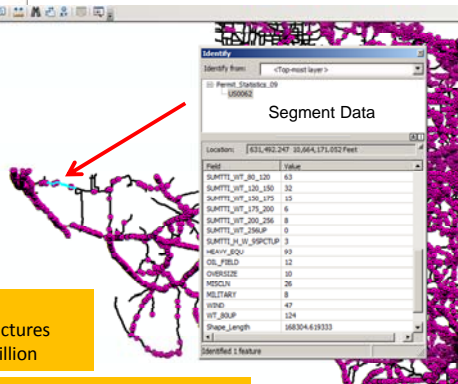 Identify
Identify from: <Top-most layer>
Permit_Statistics_09
US0062
Segment Data
Location: 631,492.247 10,664,171.052 Feet
Field Value
SUMTTI_WT_80_120 63
SUMTTI_WT_120_150 32
SUMTTI_WT_150_175 15
SUMTTI_WT_175_200 6
SUMTTI_WT_200_256 8
SUMTTI_WT_256UP 0
SUMTTI_H_W_95PCTUP 3
HEAVY_EQU 93
OIL_FIELD 12
OVERSIZE 10
MISCLN 26
MILITARY 8
WIND 47
WT_80UP 124
Shape_Length 168304.619333
Identified 1 feature
ctures
illion